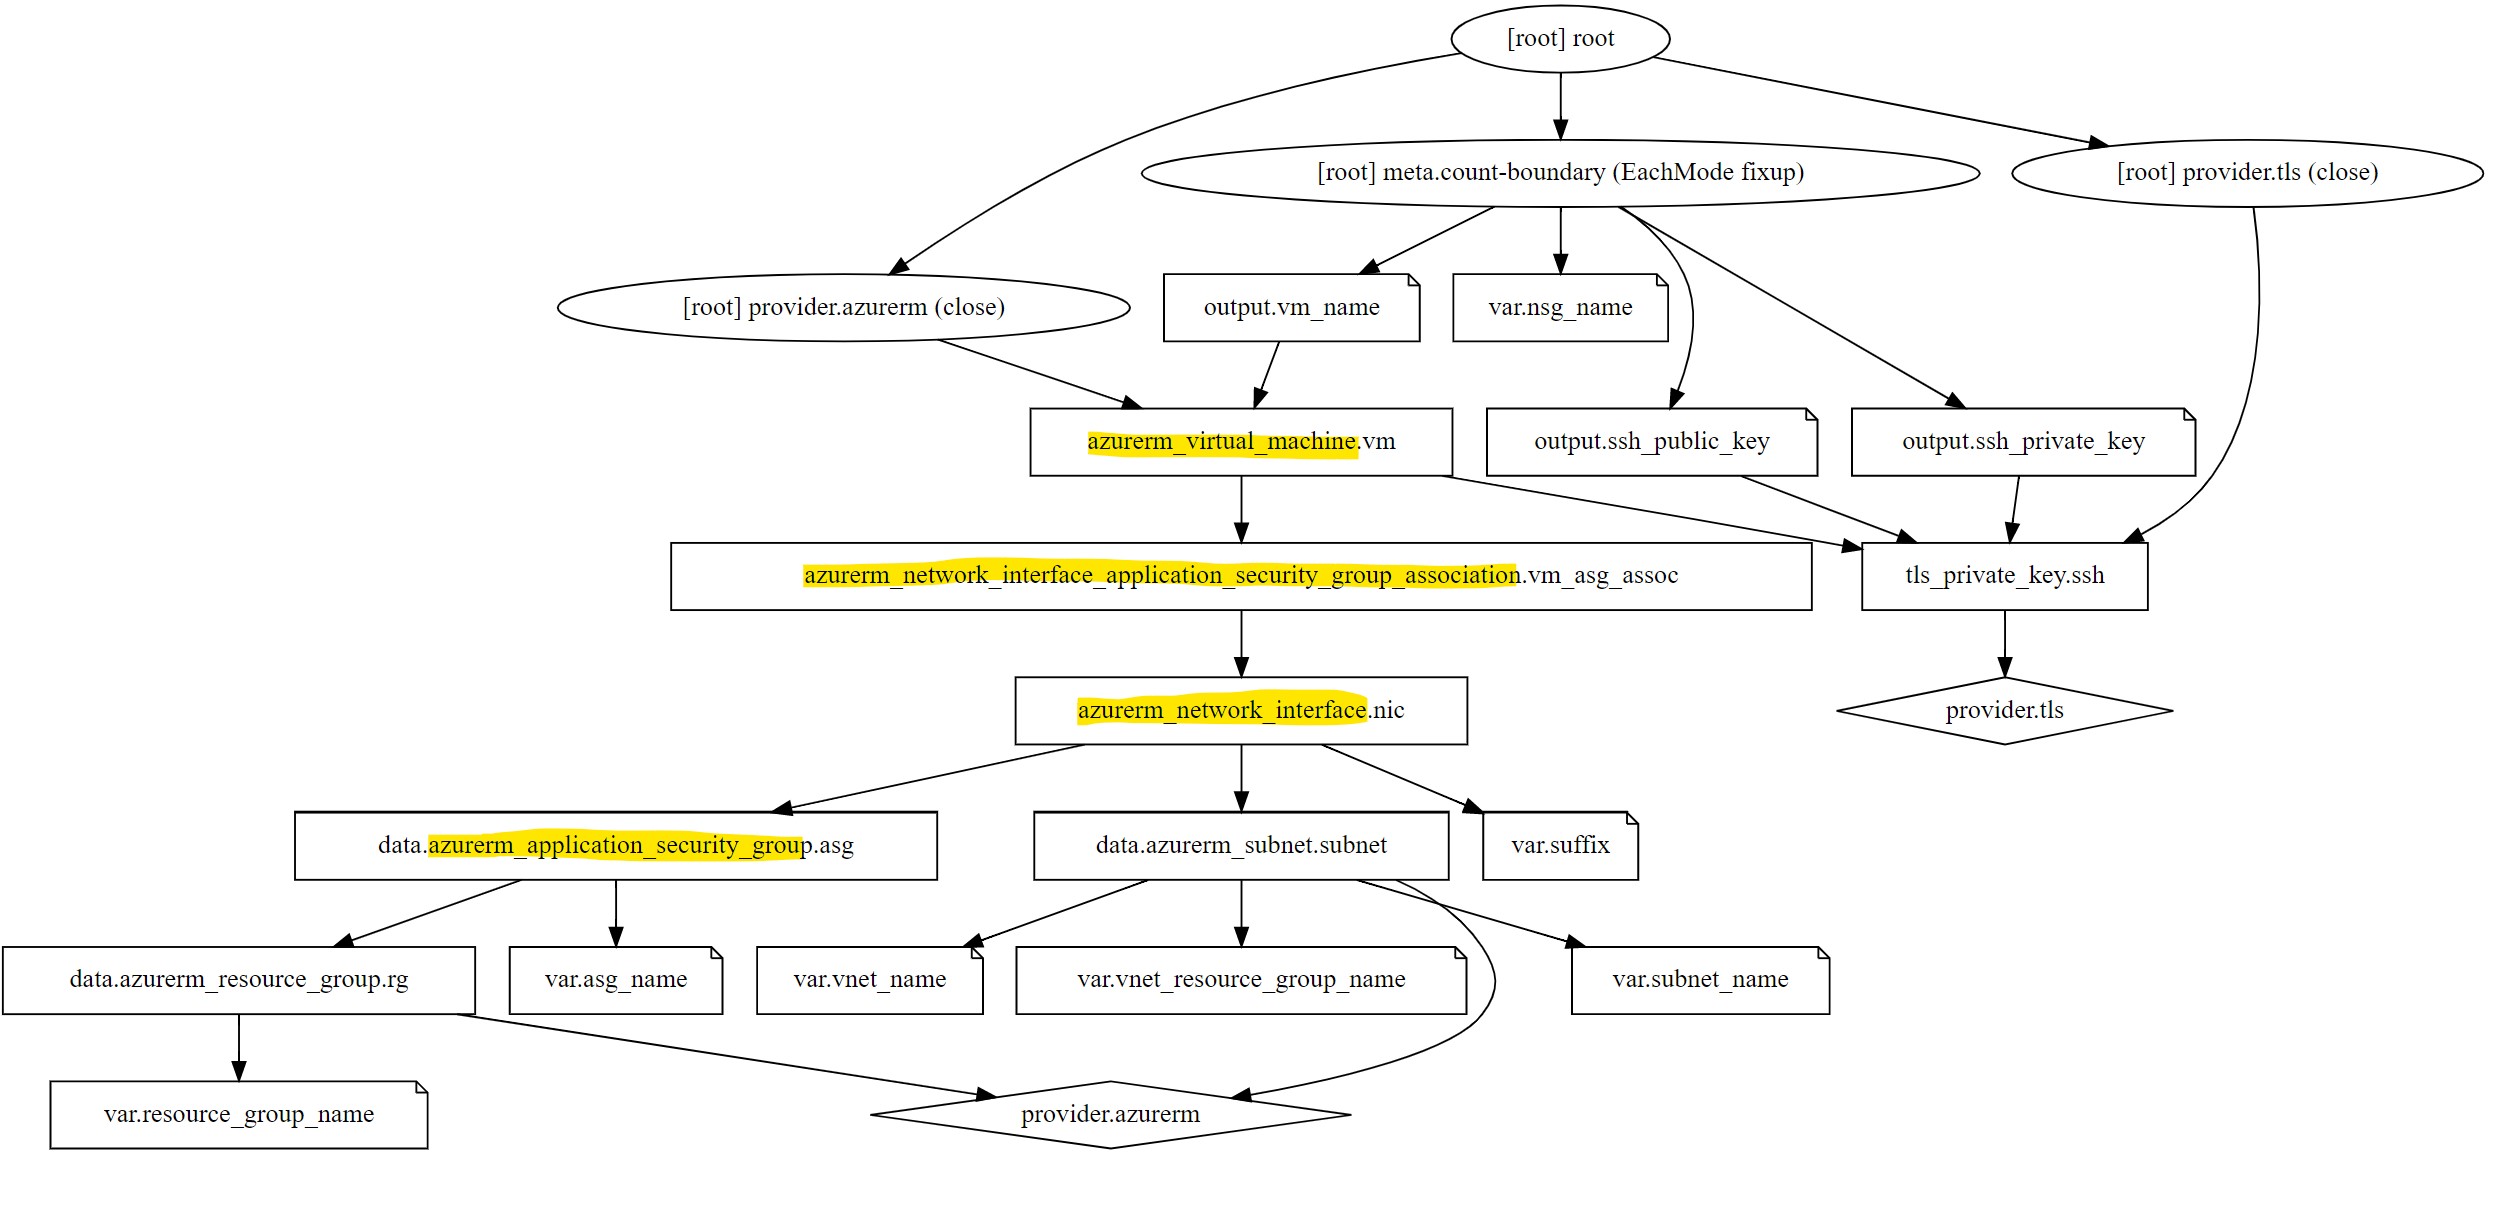 [root] root
[root] meta.count-boundary (EachMode fixup)
[root] provider.tls (close)
[root] provider.azurerm (close)
output.vm_name
var.nsg_name
azurerm_virtual_machine.vm
output.ssh_public_key
output.ssh_private_key
azurerm_network_interface_application_security_group_association.vm_asg_assoc
tls_private_key.ssh
azurerm_network_interface.nic
provider.tls
data.azurerm_application_security_group.asg
data.azurerm_subnet.subnet
var.suffix
data.azurerm_resource_group.rg
var.asg_name
var.vnet_name
var.vnet_resource_group_name
var.subnet_name
var.resource_group_name
provider.azurerm